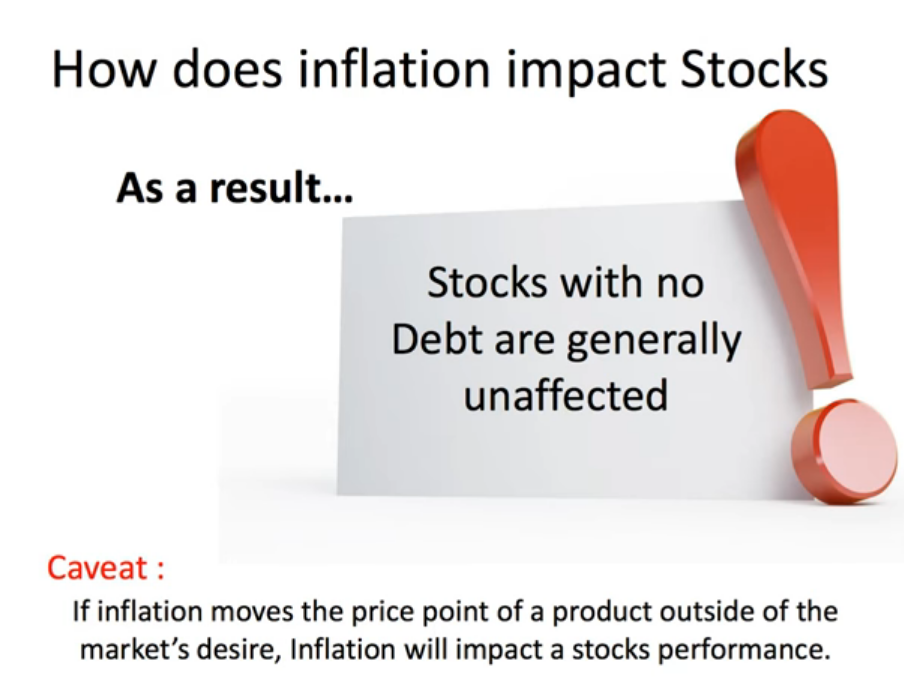 How does inflation impact Stocks
As a result...
Stocks with no
Debt are generally
unaffected
Caveat :
If inflation moves the price point of a product outside of the
market's desire, Inflation will impact a stocks performance.